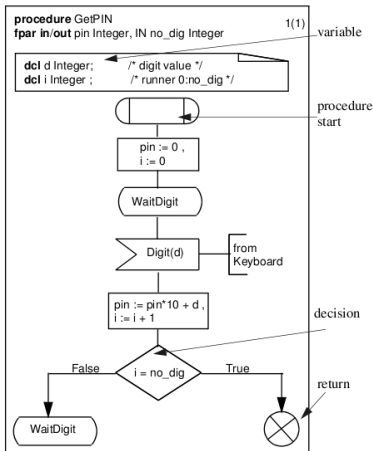 procedure GetPIN
1(1)
fpar in/out pin Integer, IN no_dig Integer
variable
dcl d Integer; /* digit value */
dcl i Integer ; /* runner 0:no_dig */
procedure
start
pin := 0 ,
i := 0
WaitDigit
Digit(d)
from
Keyboard
pin := pin*10 + d ,
i := i + 1
decision
False
i = no_dig
True
return
WaitDigit